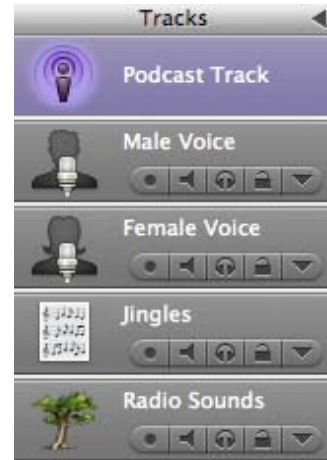 Tracks
Podcast Track
Male Voice
Female Voice
Jingles
Radio Sounds